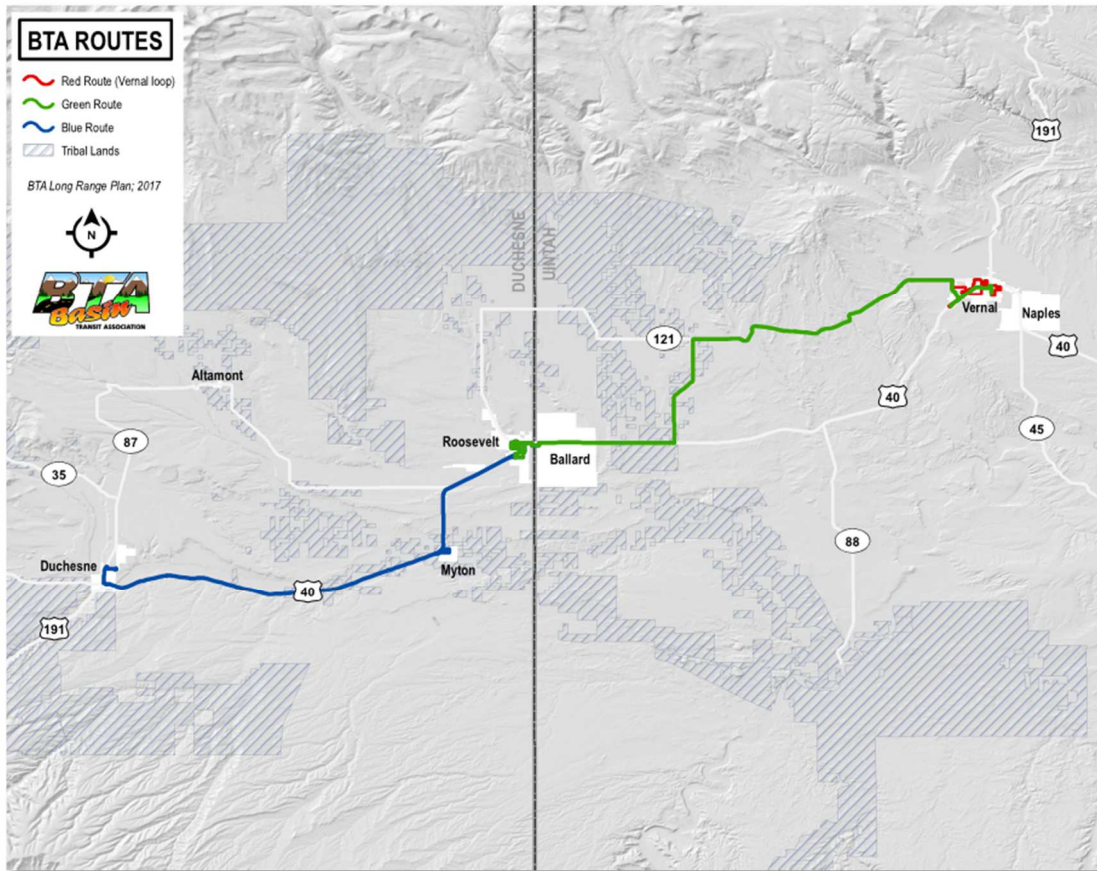 BTA ROUTES
Red Route (Vernal loop)
Green Route
Blue Route
Tribal Lands
BTA Long Range Plan; 2017
N
BTA
Basin
TRANSIT ASSOCIATION
191
DUCHESNE
UINTAH
Vernal
Naples
121
40
Altamont
40
87
Roosevelt
Ballard
45
35
88
Duchesne
Myton
40
191